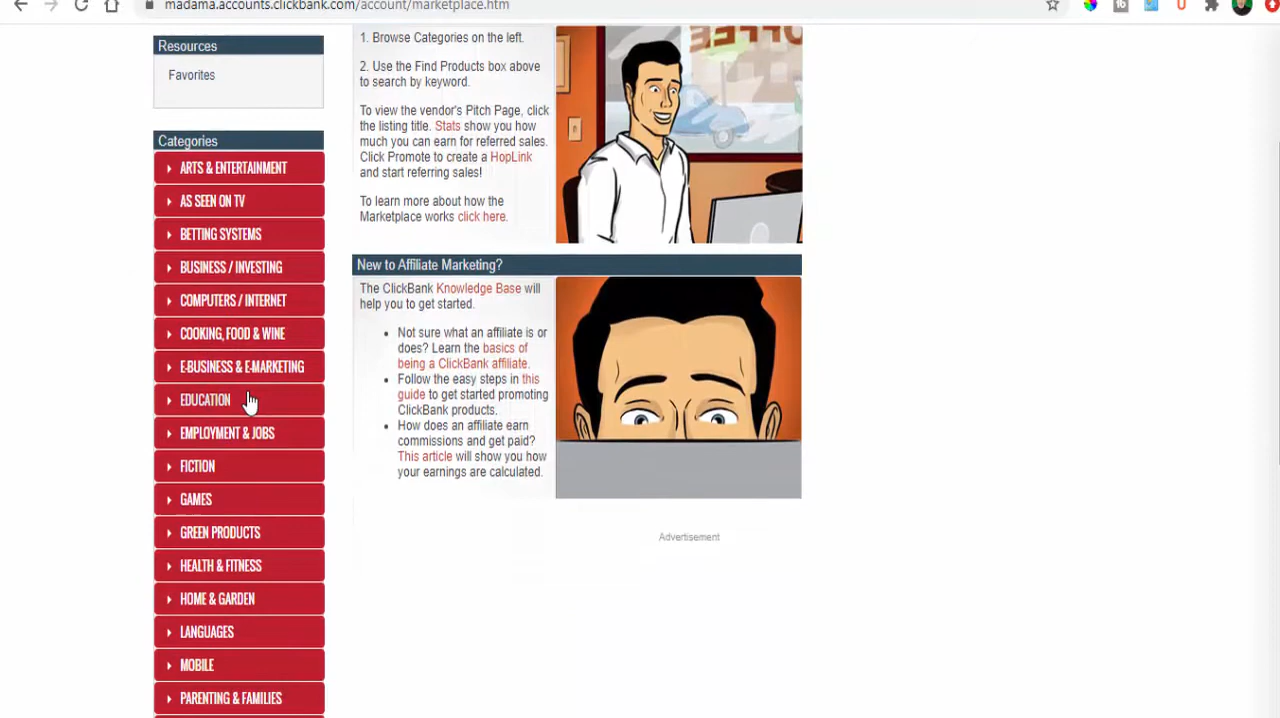 madama.accounts.clickbank.com/account/marketplace.htm
Resources
Favorites
Categories
ARTS & ENTERTAINMENT
AS SEEN ON TV
BETTING SYSTEMS
BUSINESS / INVESTING
COMPUTERS / INTERNET
COOKING, FOOD & WINE
E-BUSINESS & E-MARKETING
EDUCATION
EMPLOYMENT & JOBS
FICTION
GAMES
GREEN PRODUCTS
HEALTH & FITNESS
HOME & GARDEN
LANGUAGES
MOBILE
PARENTING & FAMILIES
1. Browse Categories on the left.
2. Use the Find Products box above
to search by keyword.
To view the vendor's Pitch Page, click
the listing title. Stats show you how
much you can earn for referred sales.
Click Promote to create a HopLink
and start referring sales!
To learn more about how the
Marketplace works click here.
COFFEE
New to Affiliate Marketing?
The ClickBank Knowledge Base will
help you to get started.
• Not sure what an affiliate is or
does? Learn the basics of
being a ClickBank affiliate.
• Follow the easy steps in this
guide to get started promoting
ClickBank products.
• How does an affiliate earn
commissions and get paid?
This article will show you how
your earnings are calculated.
Advertisement